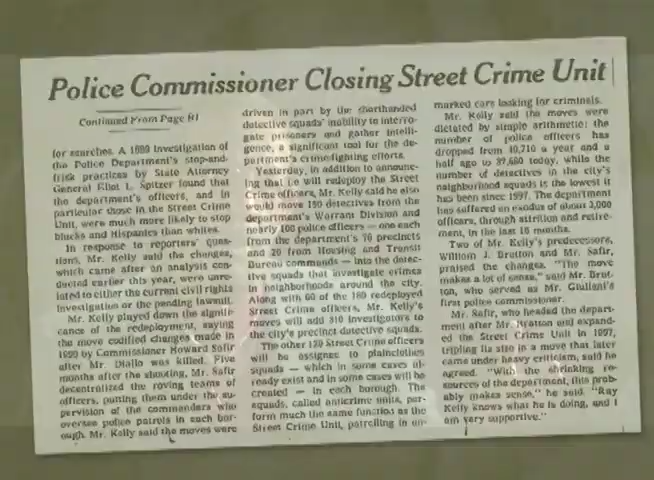 Police Commissioner Closing Street Crime Unit
Continued From Page B1
for searches. A 1999 investigation of
the Police Department's stop-and-
frisk practices by State Attorney
General Eliot L. Spitzer found that
the department's officers, and in
particular those in the Street Crime
Unit, were much more likely to stop
blacks and Hispanics than whites.
In response to reporters' ques-
tions, Mr. Kelly said the changes,
which came after an analysis con-
ducted earlier this year, were unre-
lated to either the current civil rights
investigation or the pending lawsuit.
Mr. Kelly played down the signifi-
cance of the redeployment, saying
the move codified changes made in
1999 by Commissioner Howard Safir
after Mr. Diallo was killed. Five
months after the shooting, Mr. Safir
decentralized the roving teams of
officers, putting them under the su-
pervision of the commanders who
oversee police patrols in each bor-
ough. Mr. Kelly said the moves were
driven in part by the shorthanded
detective squads' inability to interro-
gate prisoners and gather intelli-
gence, a significant tool for the de-
partment's crime-fighting efforts.
Yesterday, in addition to announc-
ing that he will redeploy the Street
Crime officers, Mr. Kelly said he also
would move 150 detectives from the
department's Warrant Division and
nearly 100 police officers — one each
from the department's 76 precincts
and 20 from Housing and Transit
Bureau commands — into the detec-
tive squads that investigate crimes
in neighborhoods around the city.
Along with 60 of the 180 redeployed
Street Crime officers, Mr. Kelly's
moves will add 310 investigators to
the city's precinct detective squads.
The other 120 Street Crime officers
will be assigned to plainclothes
squads — which in some cases al-
ready exist and in some cases will be
created — in each borough. The
squads, called anticrime units, per-
form much the same function as the
Street Crime Unit, patrolling in un-
marked cars looking for criminals.
Mr. Kelly said the moves were
dictated by simple arithmetic: the
number of police officers has
dropped from 40,710 a year and a
half ago to 37,680 today, while the
number of detectives in the city's
neighborhood squads is the lowest it
has been since 1997. The department
has suffered an exodus of about 3,000
officers, through attrition and retire-
ment, in the last 18 months.
Two of Mr. Kelly's predecessors,
William J. Bratton and Mr. Safir,
praised the changes. "The move
makes a lot of sense," said Mr. Brat-
ton, who served as Mr. Giuliani's
first police commissioner.
Mr. Safir, who headed the depart-
ment after Mr. Bratton and expand-
ed the Street Crime Unit in 1997,
tripling its size in a move that later
came under heavy criticism, said he
agreed. "With the shrinking re-
sources of the department, this prob-
ably makes sense," he said. "Ray
Kelly knows what he is doing, and I
am very supportive."